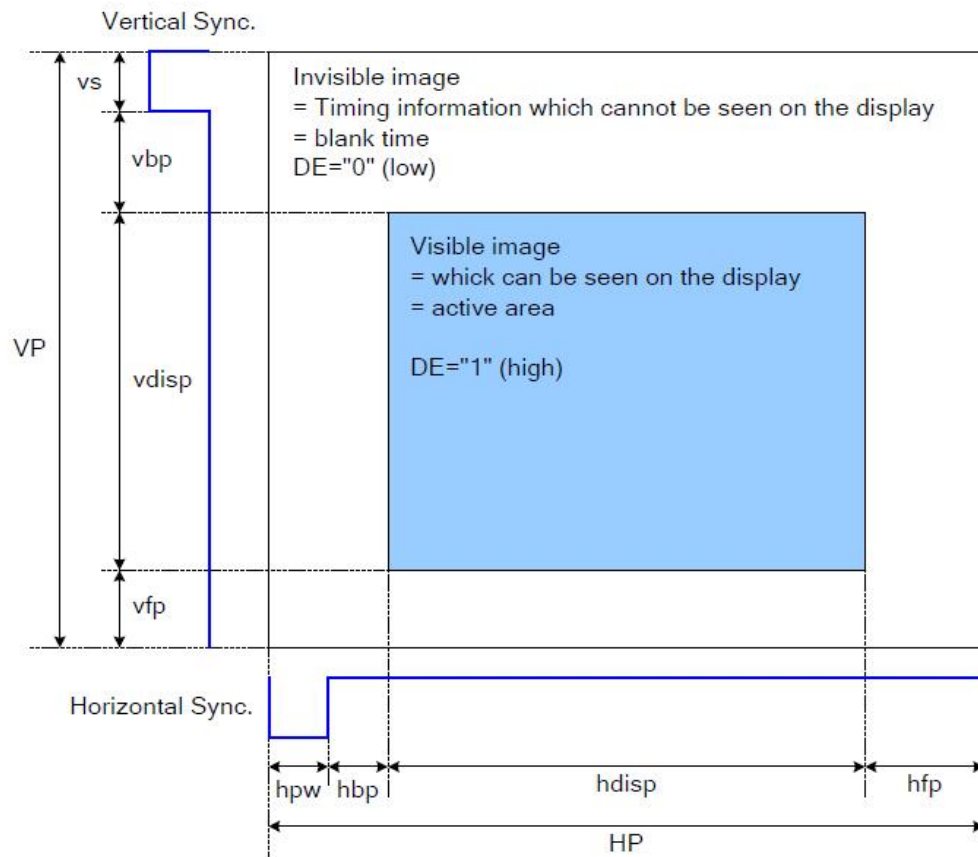 Vertical Sync.
vs
Invisible image
= Timing information which cannot be seen on the display
= blank time
DE="0" (low)
vbp
Visible image
= whick can be seen on the display
= active area
DE="1" (high)
VP
vdisp
vfp
Horizontal Sync.
hpw
hbp
hdisp
hfp
HP